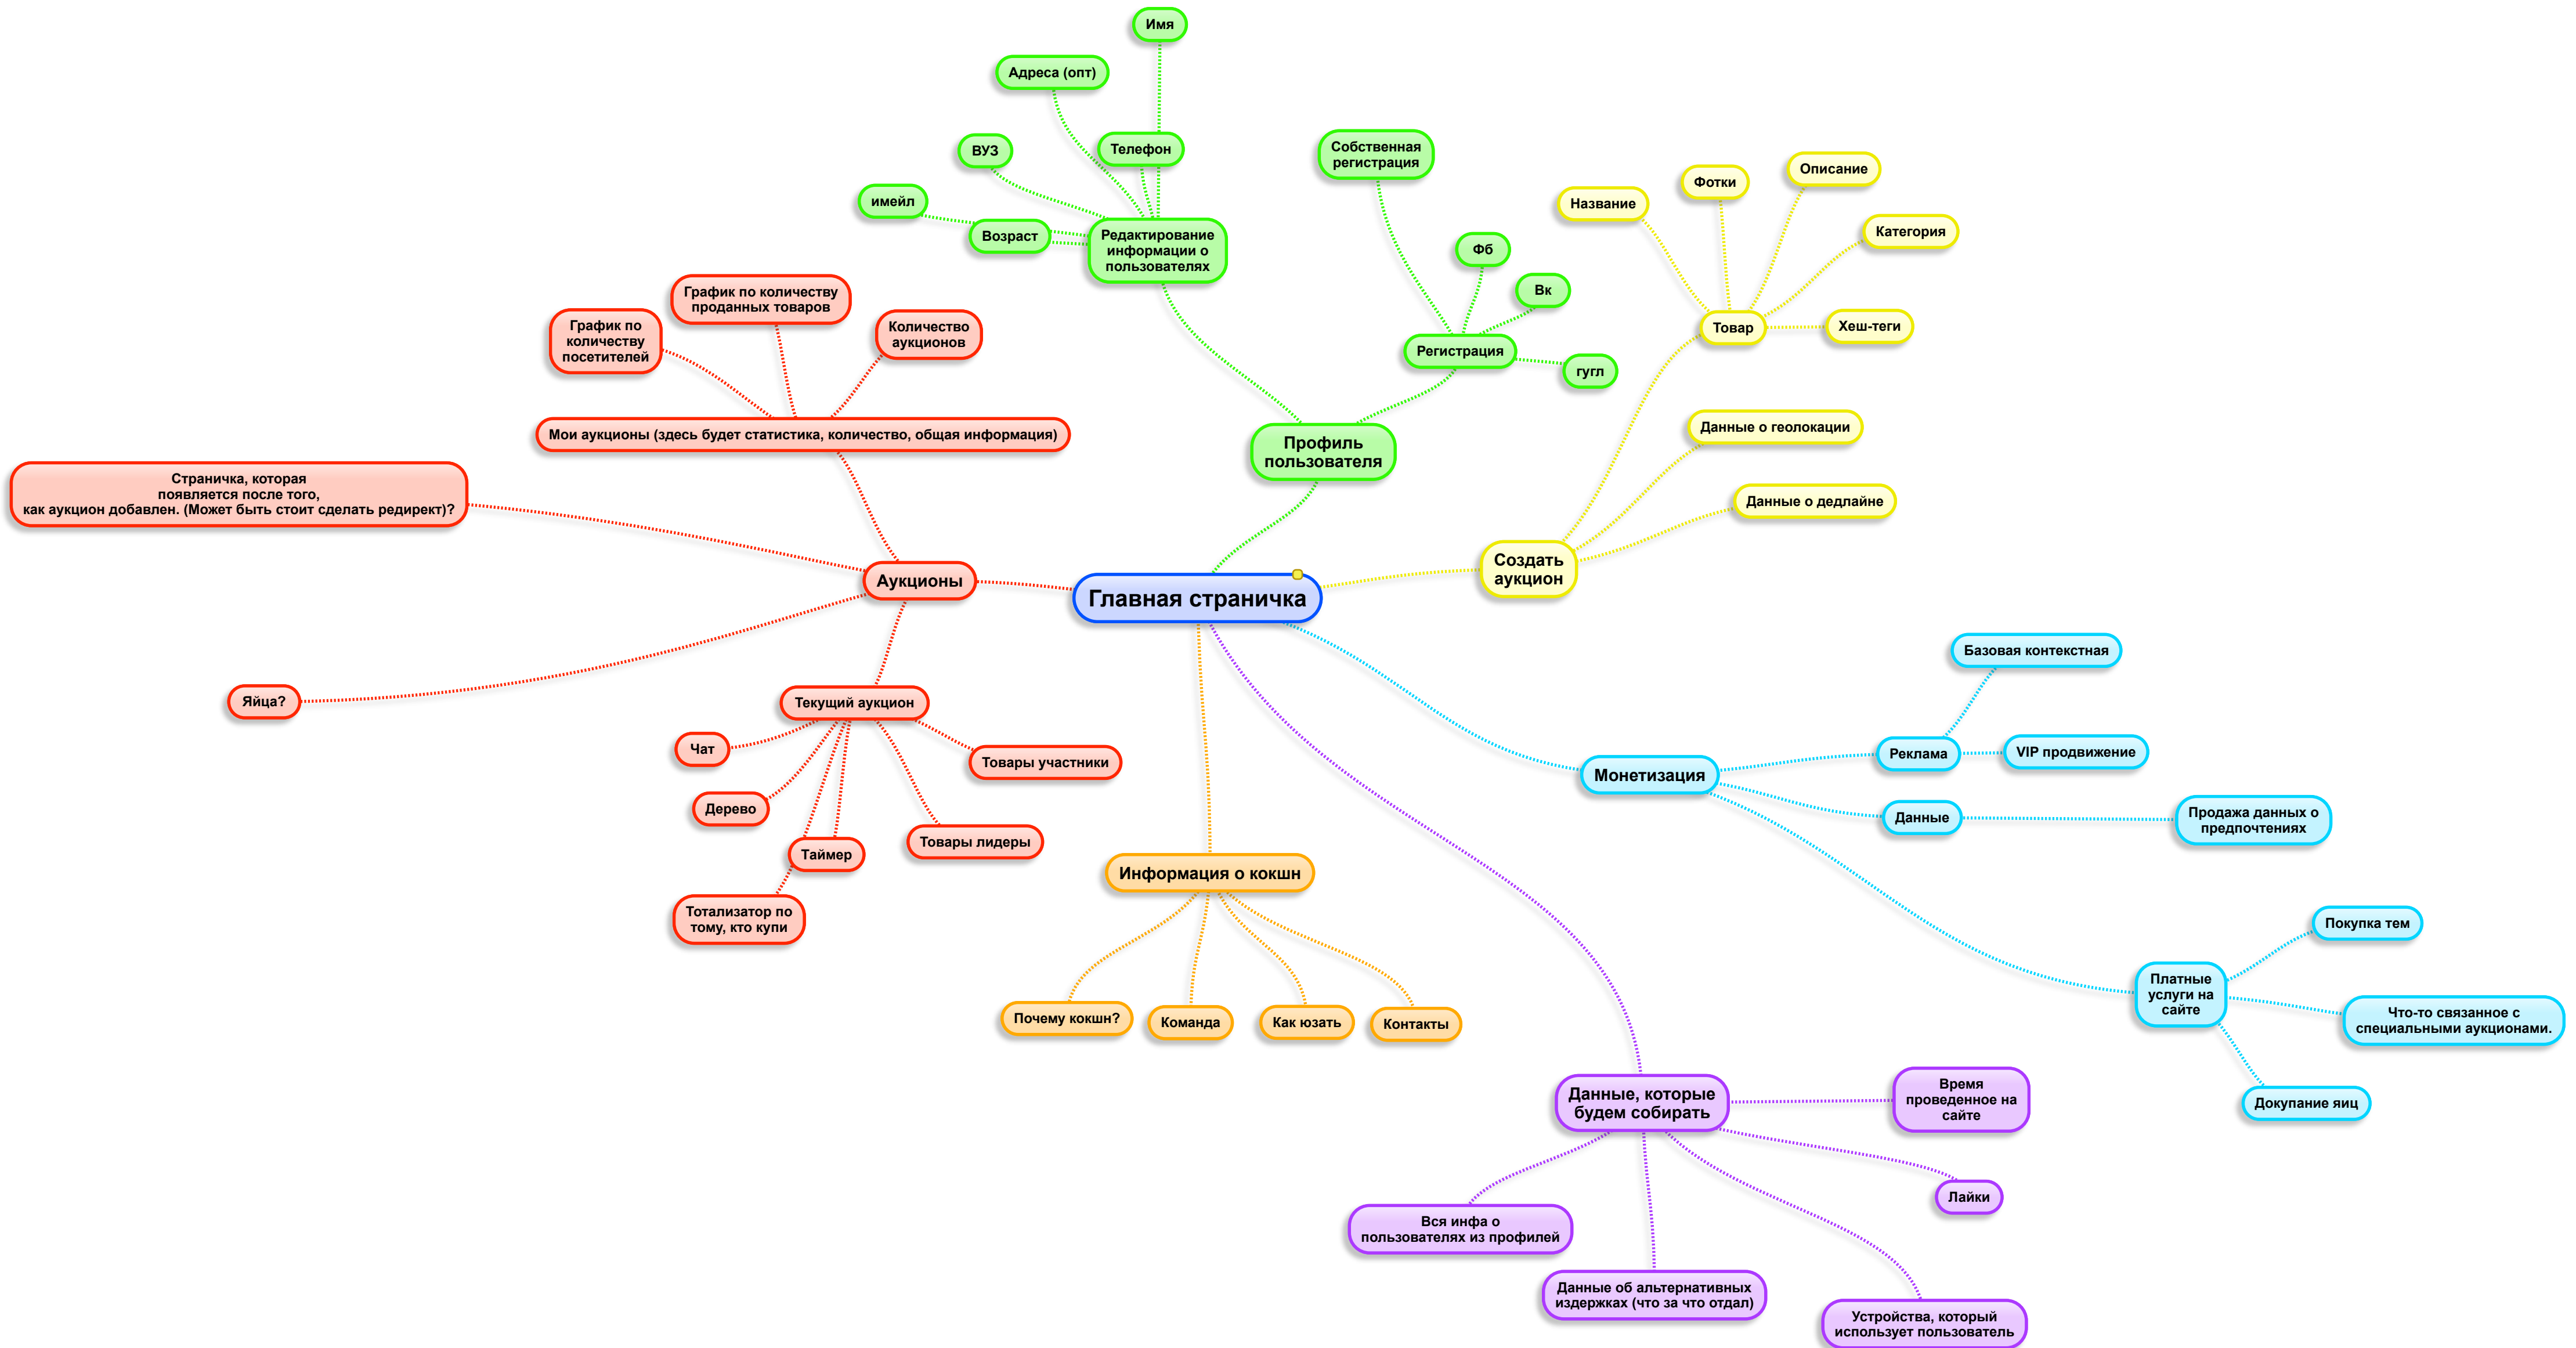 Имя
Адреса (опт)
ВУЗ
Телефон
имейл
Возраст
Редактирование
информации о
пользователях
Собственная
регистрация
Фб
Вк
Регистрация
гугл
Профиль
пользователя
Название
Фотки
Описание
Категория
Товар
Хеш-теги
Данные о геолокации
Данные о дедлайне
Создать
аукцион
График по
количеству
посетителей
График по количеству
проданных товаров
Количество
аукционов
Мои аукционы (здесь будет статистика, количество, общая информация)
Страничка, которая
появляется после того,
как аукцион добавлен. (Может быть стоит сделать редирект)?
Аукционы
Главная страничка
Яйца?
Текущий аукцион
Чат
Товары участники
Дерево
Таймер
Товары лидеры
Тотализатор по
тому, кто купи
Информация о кокшн
Почему кокшн?
Команда
Как юзать
Контакты
Базовая контекстная
Реклама
VIP продвижение
Монетизация
Данные
Продажа данных о
предпочтениях
Покупка тем
Платные
услуги на
сайте
Что-то связанное с
специальными аукционами.
Докупание яиц
Данные, которые
будем собирать
Время
проведенное на
сайте
Лайки
Вся инфа о
пользователях из профилей
Данные об альтернативных
издержках (что за что отдал)
Устройства, который
использует пользователь